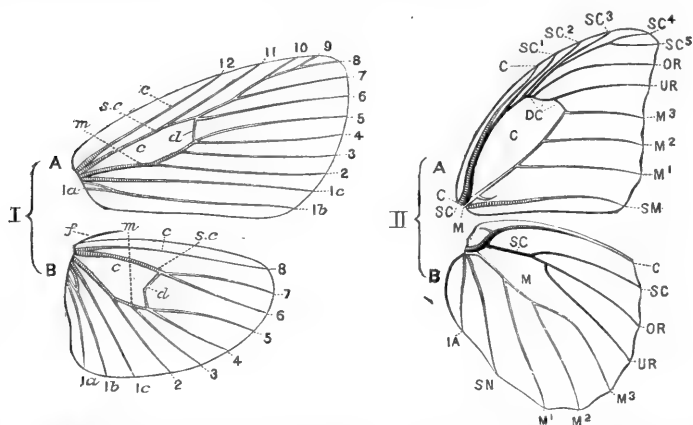 I
A
c
s.c
m
c
d
1a
12
11
10
9
8
7
6
5
4
3
2
1c
1b
B
f
m
c
s.c
c
d
8
7
6
5
4
3
2
1c
1b
1a
II
A
C
SC¹
SC²
SC³
SC⁴
SC⁵
OR
UR
DC
C
M³
M²
M¹
SM
C
SC
M
B
SC
M
C
SC
OR
UR
M³
M²
M¹
SN
IA